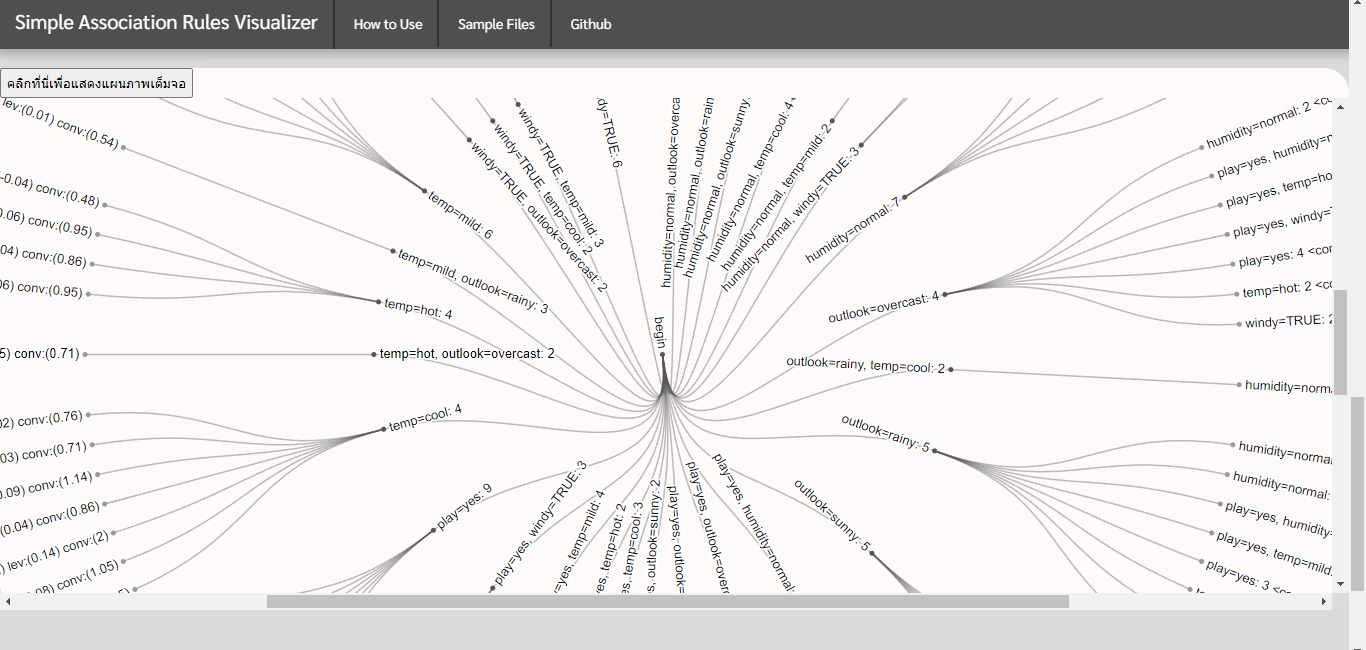 Simple Association Rules Visualizer
How to Use
Sample Files
Github
คลิกที่นี่เพื่อแสดงแผนภาพเต็มจอ
lev:(0.01) conv:(0.54)
-0.04) conv:(0.48)
0.06) conv:(0.95)
04) conv:(0.86)
06) conv:(0.95)
5) conv:(0.71)
02) conv:(0.76)
03) conv:(0.71)
0.09) conv:(1.14)
(0.04) conv:(0.86)
) lev:(0.14) conv:(2)
.08) conv:(1.05)
temp=mild: 6
temp=mild, outlook=rainy: 3
temp=hot: 4
temp=hot, outlook=overcast: 2
temp=cool: 4
play=yes: 9
play=yes, windy=TRUE: 3
yes, temp=mild: 4
yes, temp=hot: 2
yes, temp=cool: 3
s, outlook=sunny: 2
play=yes, outlook=
play=yes, outlook=overc
play=yes, humidity=normal:
outlook=sunny: 5
outlook=rainy: 5
outlook=rainy, temp=cool: 2
outlook=overcast: 4
humidity=normal: 7
humidity=normal, windy=TRUE: 3
humidity=normal, temp=mild: 2
humidity=normal, temp=cool: 4
humidity=normal, outlook=sunny:
humidity=normal, outlook=rain
humidity=normal, outlook=overca
dy=TRUE: 6
windy=TRUE, temp=mild: 3
windy=TRUE, temp=cool: 2
windy=TRUE, outlook=overcast: 2
begin
humidity=normal: 2 <co
play=yes, humidity=n
play=yes, temp=ho
play=yes, windy=T
play=yes: 4 <con
temp=hot: 2 <co
windy=TRUE: 2
humidity=norma
humidity=norma
humidity=normal:
play=yes, humidity=
play=yes, temp=mild:
play=yes: 3 <co